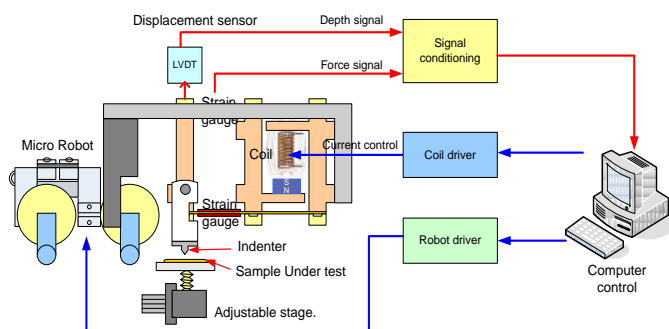 Displacement sensor
Depth signal
LVDT
Signal
conditioning
Force signal
Strain
gauge
Micro Robot
Coil
Current control
Coil driver
S N
Strain
gauge
Robot driver
Indenter
Sample Under test
Computer
control
Adjustable stage.